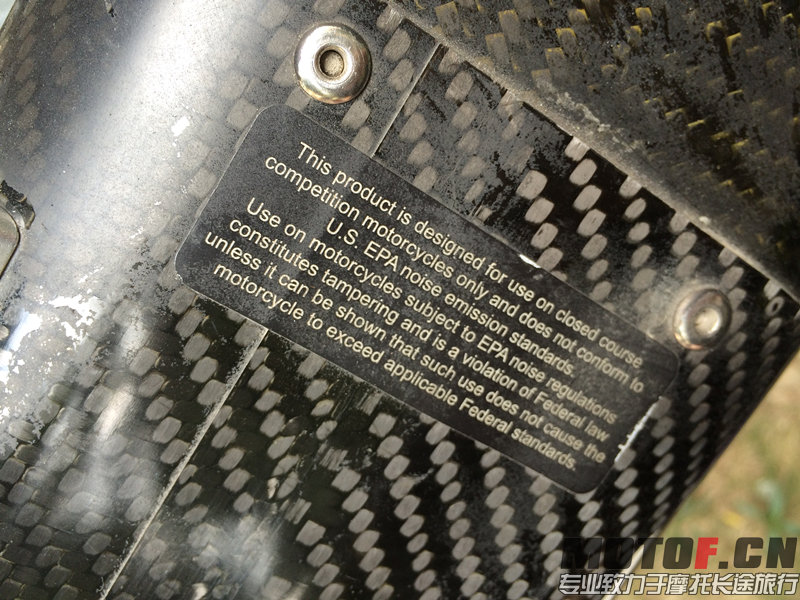 This product is designed for use on closed course
competition motorcycles only and does not conform to
U.S. EPA noise emission standards.
Use on motorcycles subject to EPA noise regulations
constitutes tampering and is a violation of Federal law
unless it can be shown that such use does not cause the
motorcycle to exceed applicable Federal standards.
MOTOF.CN
专业致力于摩托长途旅行